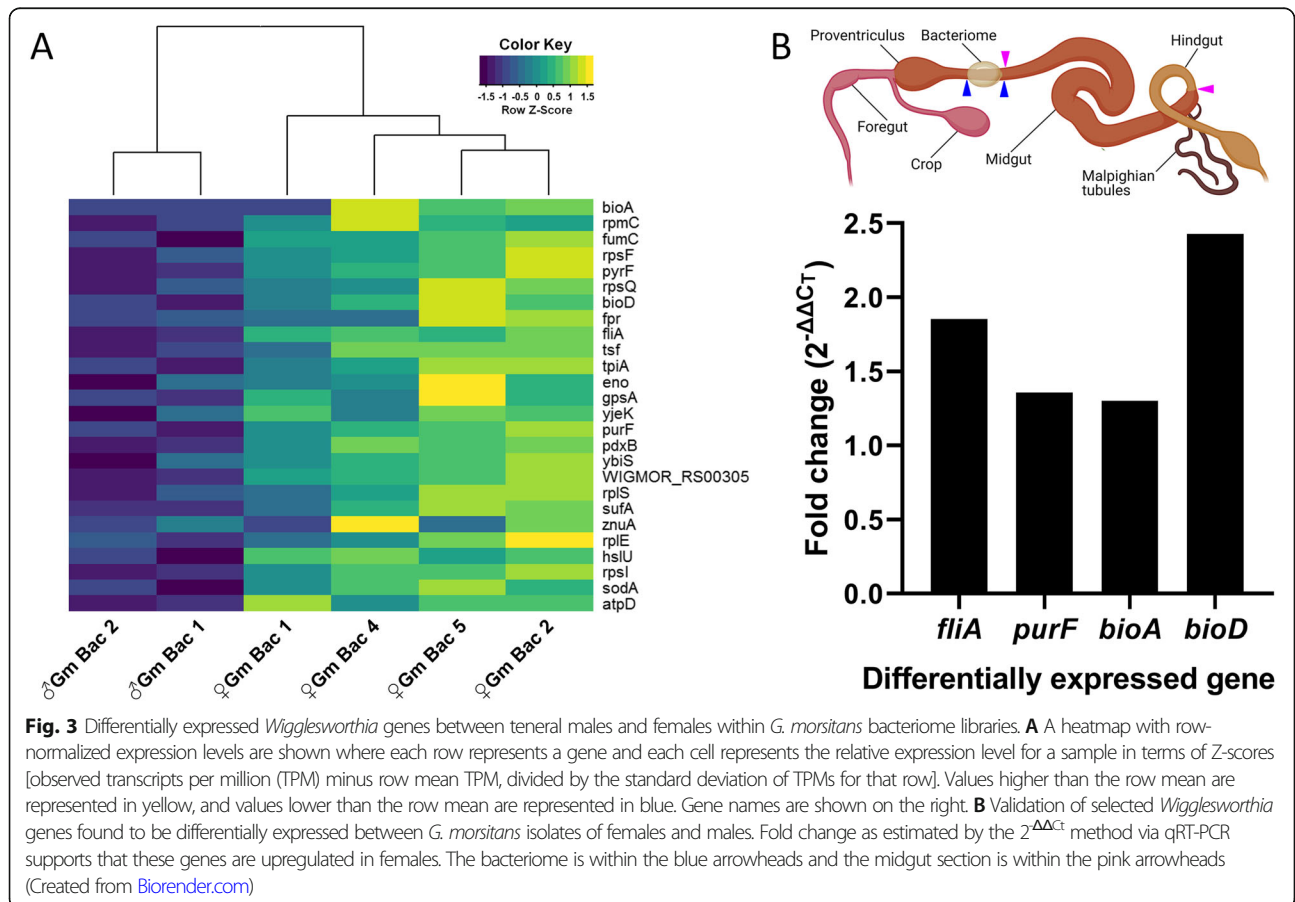 A
Color Key
-1.5 -1 -0.5 0 0.5 1 1.5
Row Z-Score
bioA
rpmC
fumC
rpsF
pyrF
rpsQ
bioD
fpr
fliA
tsf
tpiA
eno
gpsA
yjeK
purF
pdxB
ybiS
WIGMOR_RS00305
rplS
sufA
znuA
rplE
hslU
rpsI
sodA
atpD
♂Gm Bac 2
♂Gm Bac 1
♀Gm Bac 1
♀Gm Bac 4
♀Gm Bac 5
♀Gm Bac 2
B
Proventriculus
Bacteriome
Hindgut
Foregut
Crop
Midgut
Malpighian
tubules
Fold change (2-ΔΔCT)
2.5
2.0
1.5
1.0
0.5
0.0
fliA purF bioA bioD
Differentially expressed gene
Fig. 3 Differentially expressed Wigglesworthia genes between teneral males and females within G. morsitans bacteriome libraries. A A heatmap with row-
normalized expression levels are shown where each row represents a gene and each cell represents the relative expression level for a sample in terms of Z-scores
[observed transcripts per million (TPM) minus row mean TPM, divided by the standard deviation of TPMs for that row]. Values higher than the row mean are
represented in yellow, and values lower than the row mean are represented in blue. Gene names are shown on the right. B Validation of selected Wigglesworthia
genes found to be differentially expressed between G. morsitans isolates of females and males. Fold change as estimated by the 2-ΔΔCt method via qRT-PCR
supports that these genes are upregulated in females. The bacteriome is within the blue arrowheads and the midgut section is within the pink arrowheads
(Created from Biorender.com)